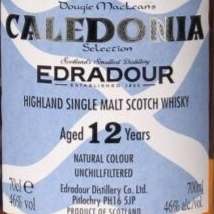 Dougie MacLean's
CALEDONIA
Selection
Scotland's Smallest Distillery
EDRADOUR
ESTABLISHED 1825
HIGHLAND SINGLE MALT SCOTCH WHISKY
Aged 12 Years
NATURAL COLOUR
UNCHILLFILTERED
70cl e
46% vol
Edradour Distillery Co. Ltd.
Pitlochry PH16 5JP
PRODUCT OF SCOTLAND
700ml
46% alc/vol